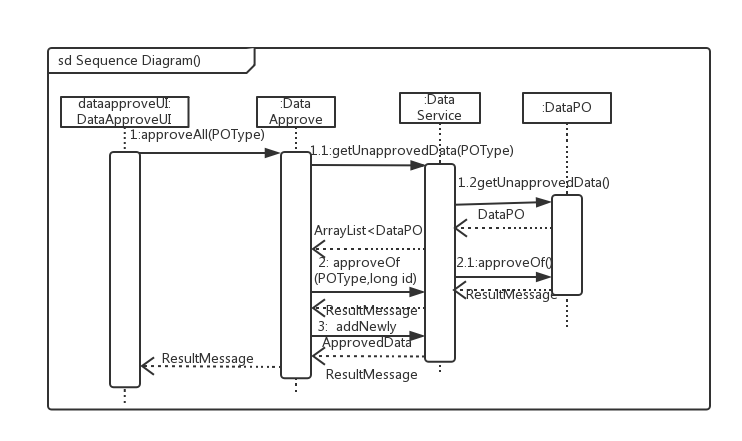 sd Sequence Diagram()
dataapproveUI:
DataApproveUI
:Data
Approve
:Data
Service
:DataPO
1:approveAll(POType)
1.1:getUnapprovedData(POType)
1.2getUnapprovedData()
DataPO
ArrayList<DataPO
2: approveOf
(POType,long id)
2.1:approveOf()
ResultMessage
ResultMessage
3:  addNewly
ApprovedData
ResultMessage
ResultMessage